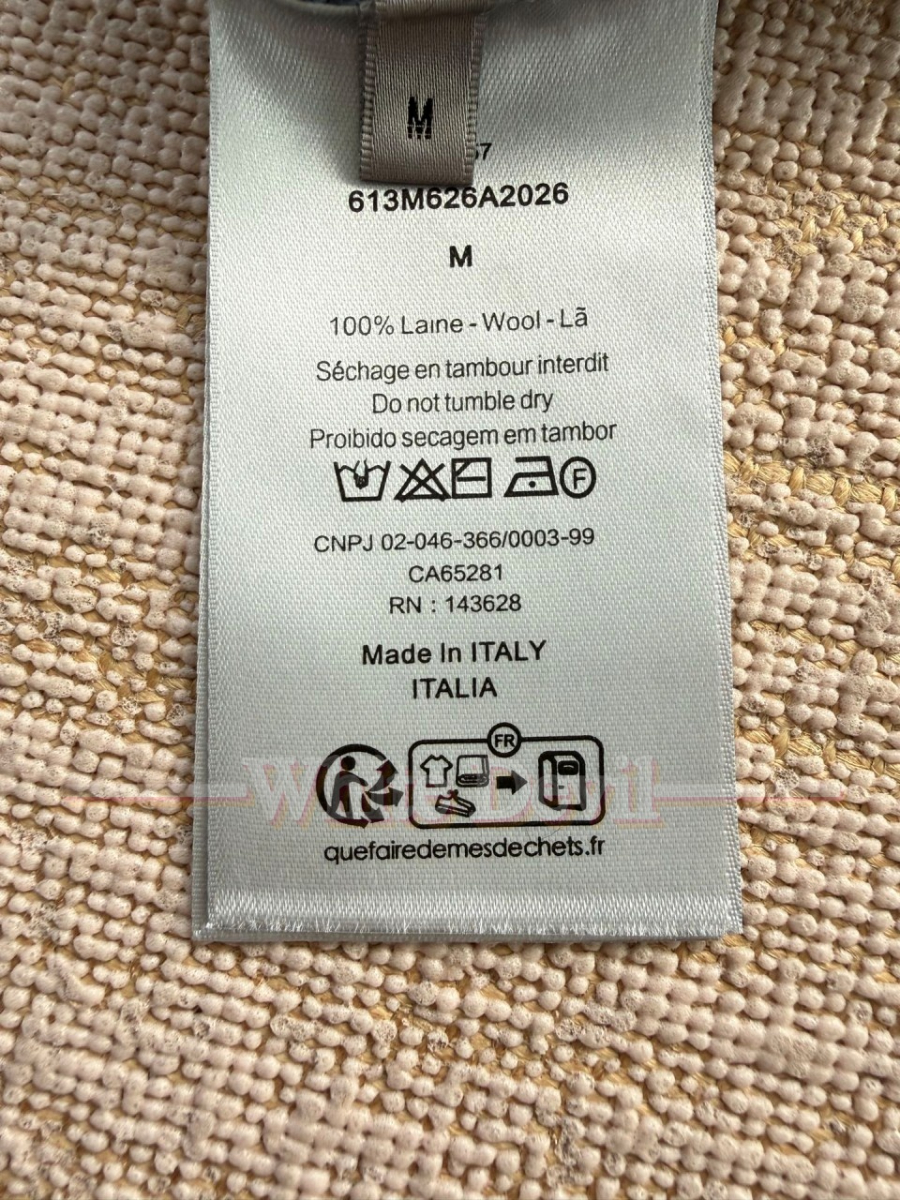 M
57
613M626A2026
M
100% Laine - Wool - Lã
Séchage en tambour interdit
Do not tumble dry
Proibido secagem em tambor
F
CNPJ 02-046-366/0003-99
CA65281
RN : 143628
Made In ITALY
ITALIA
FR
quefairedemesdechets.fr